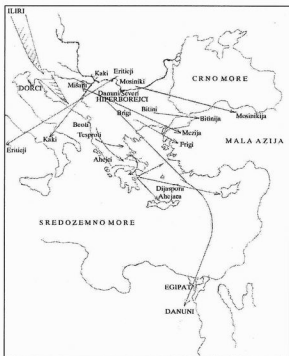 ILIRI
Kaki
Eritieji
Mosiniki
CRNO MORE
DORCI
Mišani
Danuni/Severi
HIPERBOREJCI
Brigi
Bitini
Bitinija
Mosinikija
Mezija
Eritieji
Kaki
Beoti
Tesproti
Frigi
MALA AZIJA
Ahejci
Dijaspora
Ahejaca
SREDOZEMNO MORE
EGIPAT
DANUNI